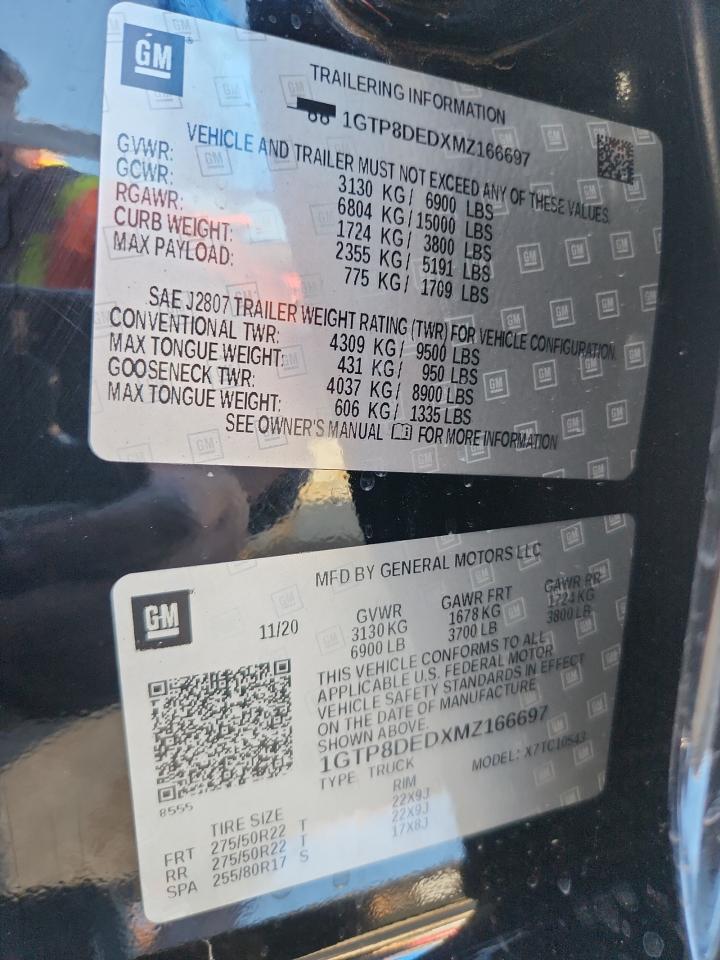 GM
TRAILERING INFORMATION
1GTP8DEDXMZ166697
VEHICLE AND TRAILER MUST NOT EXCEED ANY OF THESE VALUES.
GVWR: 3130 KG/ 6900 LBS
GCWR: 6804 KG/15000 LBS
RGAWR: 1724 KG/ 3800 LBS
CURB WEIGHT: 2355 KG/ 5191 LBS
MAX PAYLOAD: 775 KG/ 1709 LBS
SAE J2807 TRAILER WEIGHT RATING (TWR) FOR VEHICLE CONFIGURATION.
CONVENTIONAL TWR: 4309 KG/ 9500 LBS
MAX TONGUE WEIGHT: 431 KG/ 950 LBS
GOOSENECK TWR: 4037 KG/ 8900 LBS
MAX TONGUE WEIGHT: 606 KG/ 1335 LBS
SEE OWNER'S MANUAL FOR MORE INFORMATION
GM
MFD BY GENERAL MOTORS LLC
11/20
GVWR GAWR FRT GAWR RR
3130 KG 1678 KG 1724 KG
6900 LB 3700 LB 3800 LB
THIS VEHICLE CONFORMS TO ALL
APPLICABLE U.S. FEDERAL MOTOR
VEHICLE SAFETY STANDARDS IN EFFECT
ON THE DATE OF MANUFACTURE
SHOWN ABOVE.
1GTP8DEDXMZ166697
TYPE TRUCK MODEL: X7TC10543
8555
TIRE SIZE RIM
FRT 275/50R22 T 22X9J
RR 275/50R22 T 22X9J
SPA 255/80R17 S 17X8J